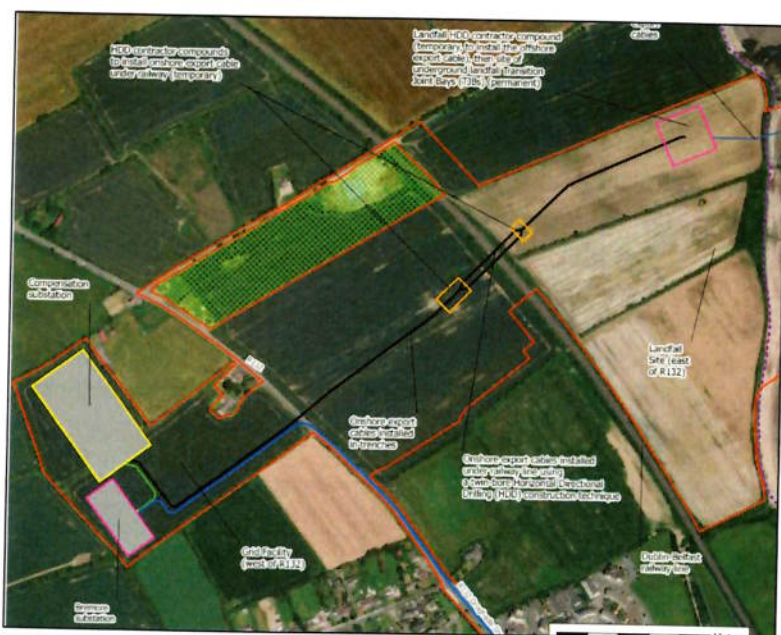 cables
Landfall HDD contractor compound
(temporary, to install the offshore
export cable), then site of
underground landfall Transition
Joint Bays (TJBs) (permanent)
HDD contractor compounds
to install onshore export cable
under railway (temporary)
Compensation
substation
R132
Landfall
Site (east
of R132)
Onshore export
cables installed
in trenches
Onshore export cables installed
under railway line using
a twin-bore Horizontal Directional
Drilling (HDD) construction technique
Grid Facility
(west of R132)
Dublin-Belfast
railway line
Bremore
substation